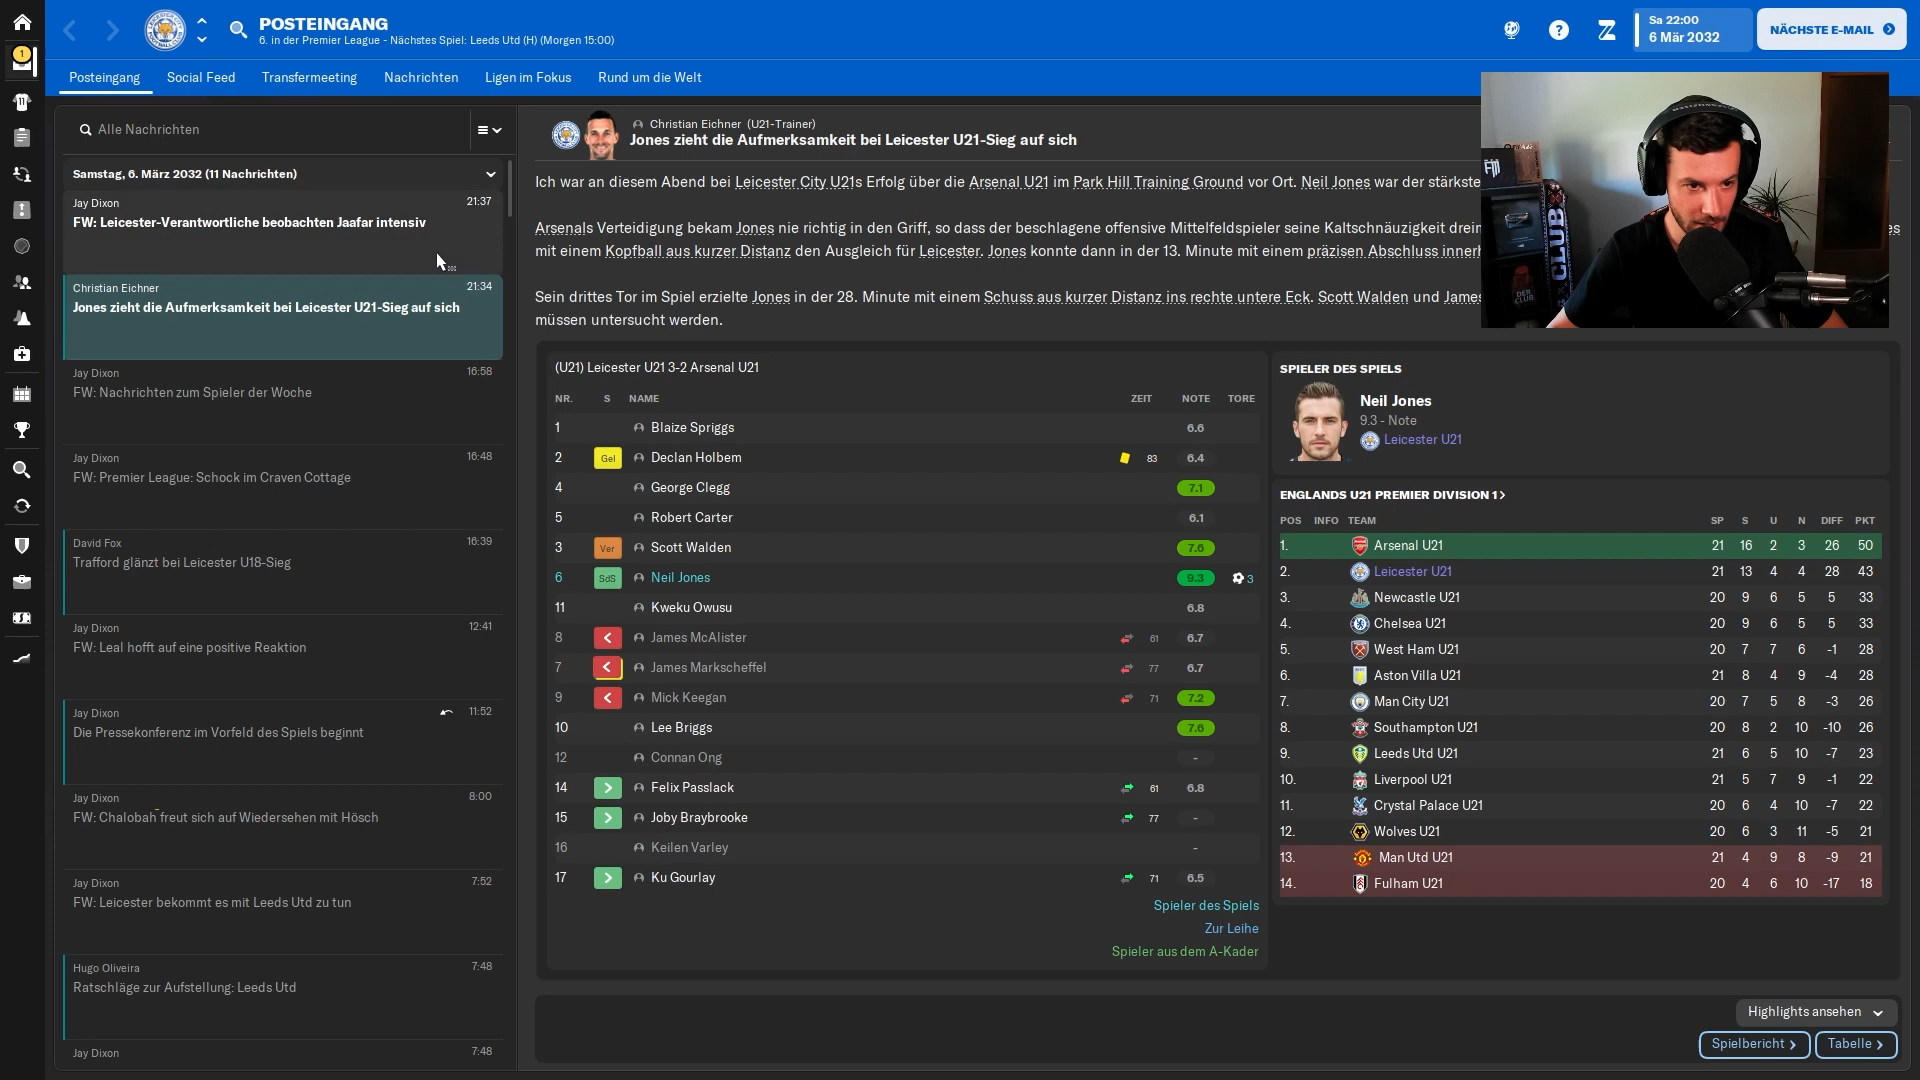 POSTEINGANG
6. in der Premier League - Nächstes Spiel: Leeds Utd (H) (Morgen 15:00)
Sa 22:00
6 Mär 2032
NÄCHSTE E-MAIL
1
Posteingang
Social Feed
Transfermeeting
Nachrichten
Ligen im Fokus
Rund um die Welt
Alle Nachrichten
Samstag, 6. März 2032 (11 Nachrichten)
Jay Dixon 21:37
FW: Leicester-Verantwortliche beobachten Jaafar intensiv
Christian Eichner 21:34
Jones zieht die Aufmerksamkeit bei Leicester U21-Sieg auf sich
Jay Dixon 16:58
FW: Nachrichten zum Spieler der Woche
Jay Dixon 16:48
FW: Premier League: Schock im Craven Cottage
David Fox 16:39
Trafford glänzt bei Leicester U18-Sieg
Jay Dixon 12:41
FW: Leal hofft auf eine positive Reaktion
Jay Dixon 11:52
Die Pressekonferenz im Vorfeld des Spiels beginnt
Jay Dixon 8:00
FW: Chalobah freut sich auf Wiedersehen mit Hösch
Jay Dixon 7:52
FW: Leicester bekommt es mit Leeds Utd zu tun
Hugo Oliveira 7:48
Ratschläge zur Aufstellung: Leeds Utd
Jay Dixon 7:48
Christian Eichner (U21-Trainer)
Jones zieht die Aufmerksamkeit bei Leicester U21-Sieg auf sich
Ich war an diesem Abend bei Leicester City U21s Erfolg über die Arsenal U21 im Park Hill Training Ground vor Ort. Neil Jones war der stärkste
Arsenals Verteidigung bekam Jones nie richtig in den Griff, so dass der beschlagene offensive Mittelfeldspieler seine Kaltschnäuzigkeit drein
mit einem Kopfball aus kurzer Distanz den Ausgleich für Leicester. Jones konnte dann in der 13. Minute mit einem präzisen Abschluss innerh
Sein drittes Tor im Spiel erzielte Jones in der 28. Minute mit einem Schuss aus kurzer Distanz ins rechte untere Eck. Scott Walden und James
müssen untersucht werden.
CLUB
DER
CLUB
(U21) Leicester U21 3-2 Arsenal U21
NR. S NAME ZEIT NOTE TORE
1 Blaize Spriggs 6.6
2 Gel Declan Holbem 83 6.4
4 George Clegg 7.1
5 Robert Carter 6.1
3 Ver Scott Walden 7.6
6 SdS Neil Jones 9.3 3
11 Kweku Owusu 6.8
8 James McAlister 61 6.7
7 James Markscheffel 77 6.7
9 Mick Keegan 71 7.2
10 Lee Briggs 7.6
12 Connan Ong -
14 Felix Passlack 61 6.8
15 Joby Braybrooke 77 -
16 Keilen Varley -
17 Ku Gourlay 71 6.5
Spieler des Spiels
Zur Leihe
Spieler aus dem A-Kader
SPIELER DES SPIELS
Neil Jones
9.3 - Note
Leicester U21
ENGLANDS U21 PREMIER DIVISION 1
POS INFO TEAM SP S U N DIFF PKT
1. Arsenal U21 21 16 2 3 26 50
2. Leicester U21 21 13 4 4 28 43
3. Newcastle U21 20 9 6 5 5 33
4. Chelsea U21 20 9 6 5 5 33
5. West Ham U21 20 7 7 6 -1 28
6. Aston Villa U21 21 8 4 9 -4 28
7. Man City U21 20 7 5 8 -3 26
8. Southampton U21 20 8 2 10 -10 26
9. Leeds Utd U21 21 6 5 10 -7 23
10. Liverpool U21 21 5 7 9 -1 22
11. Crystal Palace U21 20 6 4 10 -7 22
12. Wolves U21 20 6 3 11 -5 21
13. Man Utd U21 21 4 9 8 -9 21
14. Fulham U21 20 4 6 10 -17 18
Highlights ansehen
Spielbericht
Tabelle